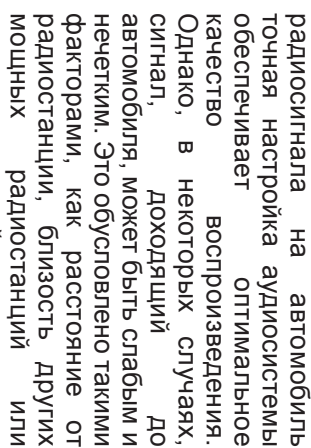 радиосигнала на автомобиль
точная настройка аудиосистемы
обеспечивает оптимальное
качество воспроизведения.
Однако, в некоторых случаях,
сигнал, доходящий до
автомобиля, может быть слабым и
нечетким. Это обусловлено такими
факторами, как расстояние от
радиостанции, близость других
мощных радиостанций или